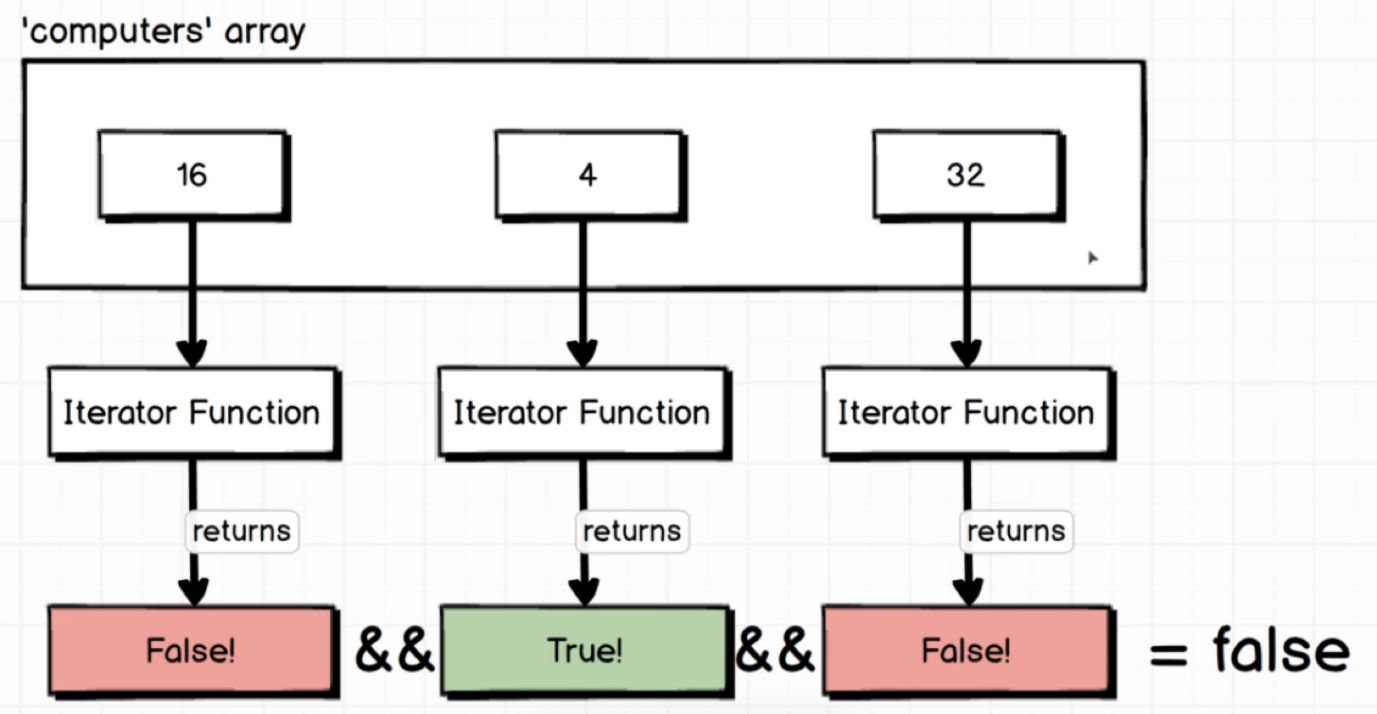 'computers' array
16
4
32
Iterator Function
Iterator Function
Iterator Function
returns
returns
returns
False! && True! && False! = false